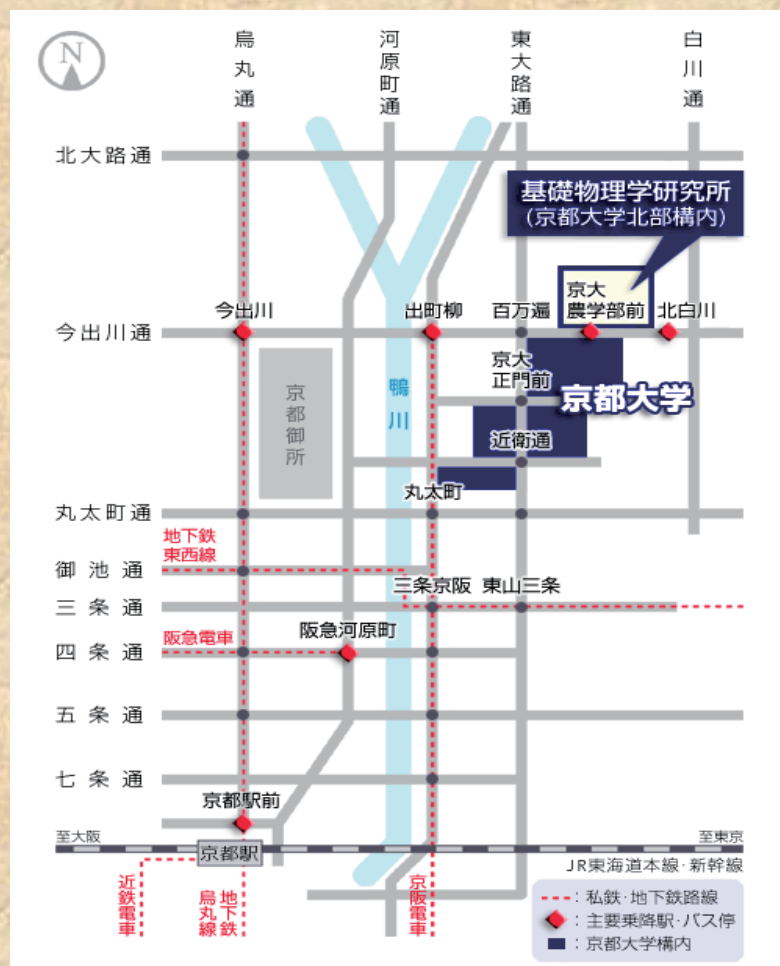 N
烏丸通
河原町通
東大路通
白川通
北大路通
基礎物理学研究所
(京都大学北部構内)
今出川
出町柳
百万遍
京大
農学部前
北白川
今出川通
京大
正門前
京都御所
鴨川
京都大学
近衛通
丸太町
丸太町通
地下鉄
東西線
御池通
三条京阪
東山三条
三条通
阪急河原町
阪急電車
四条通
五条通
七条通
京都駅前
至大阪
至東京
京都駅
JR東海道本線·新幹線
近鉄電車
地下鉄
烏丸線
京阪電車
：私鉄·地下鉄路線
：主要乗降駅·バス停
：京都大学構内